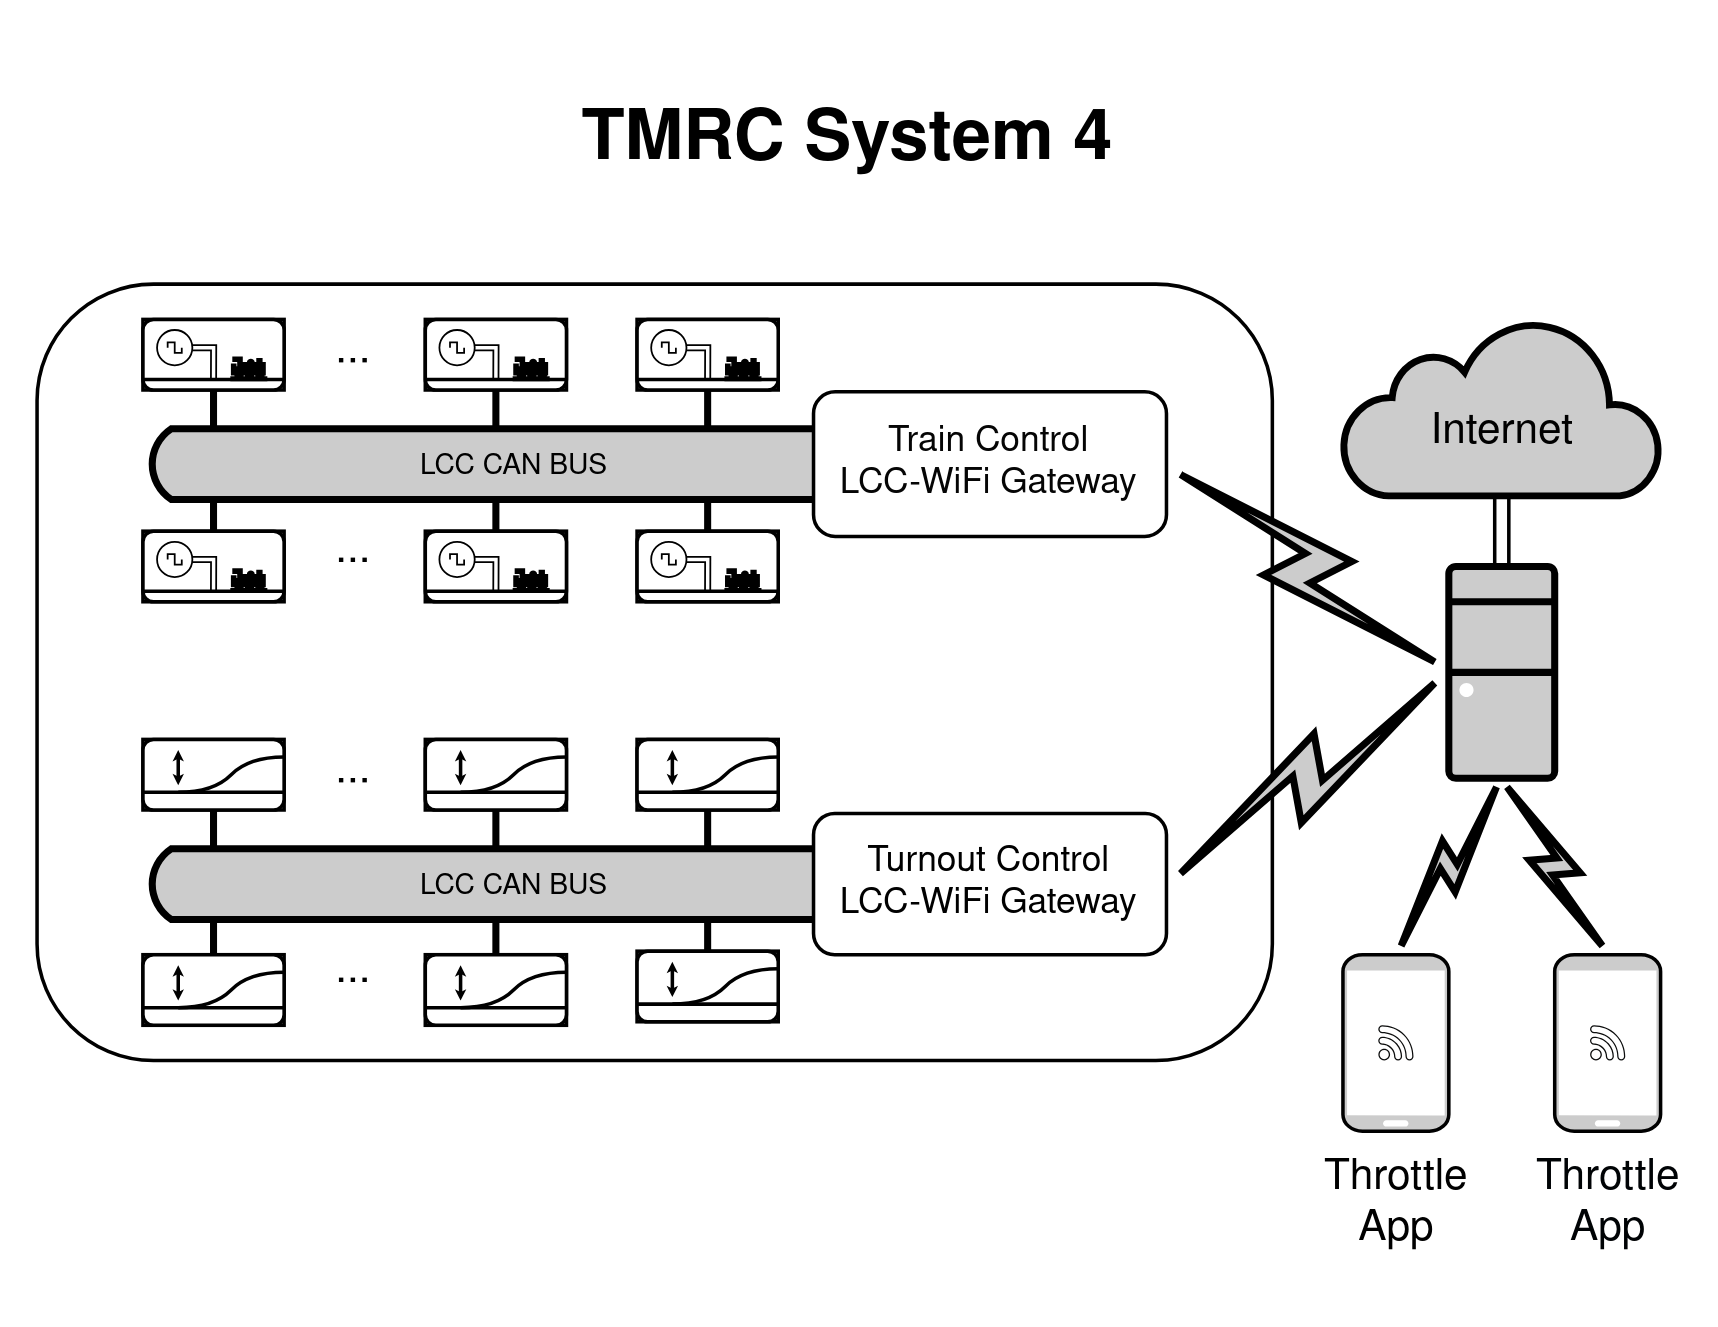 TMRC System 4
...
LCC CAN BUS
Train Control
LCC-WiFi Gateway
...
Internet
...
LCC CAN BUS
Turnout Control
LCC-WiFi Gateway
...
Throttle
App
Throttle
App